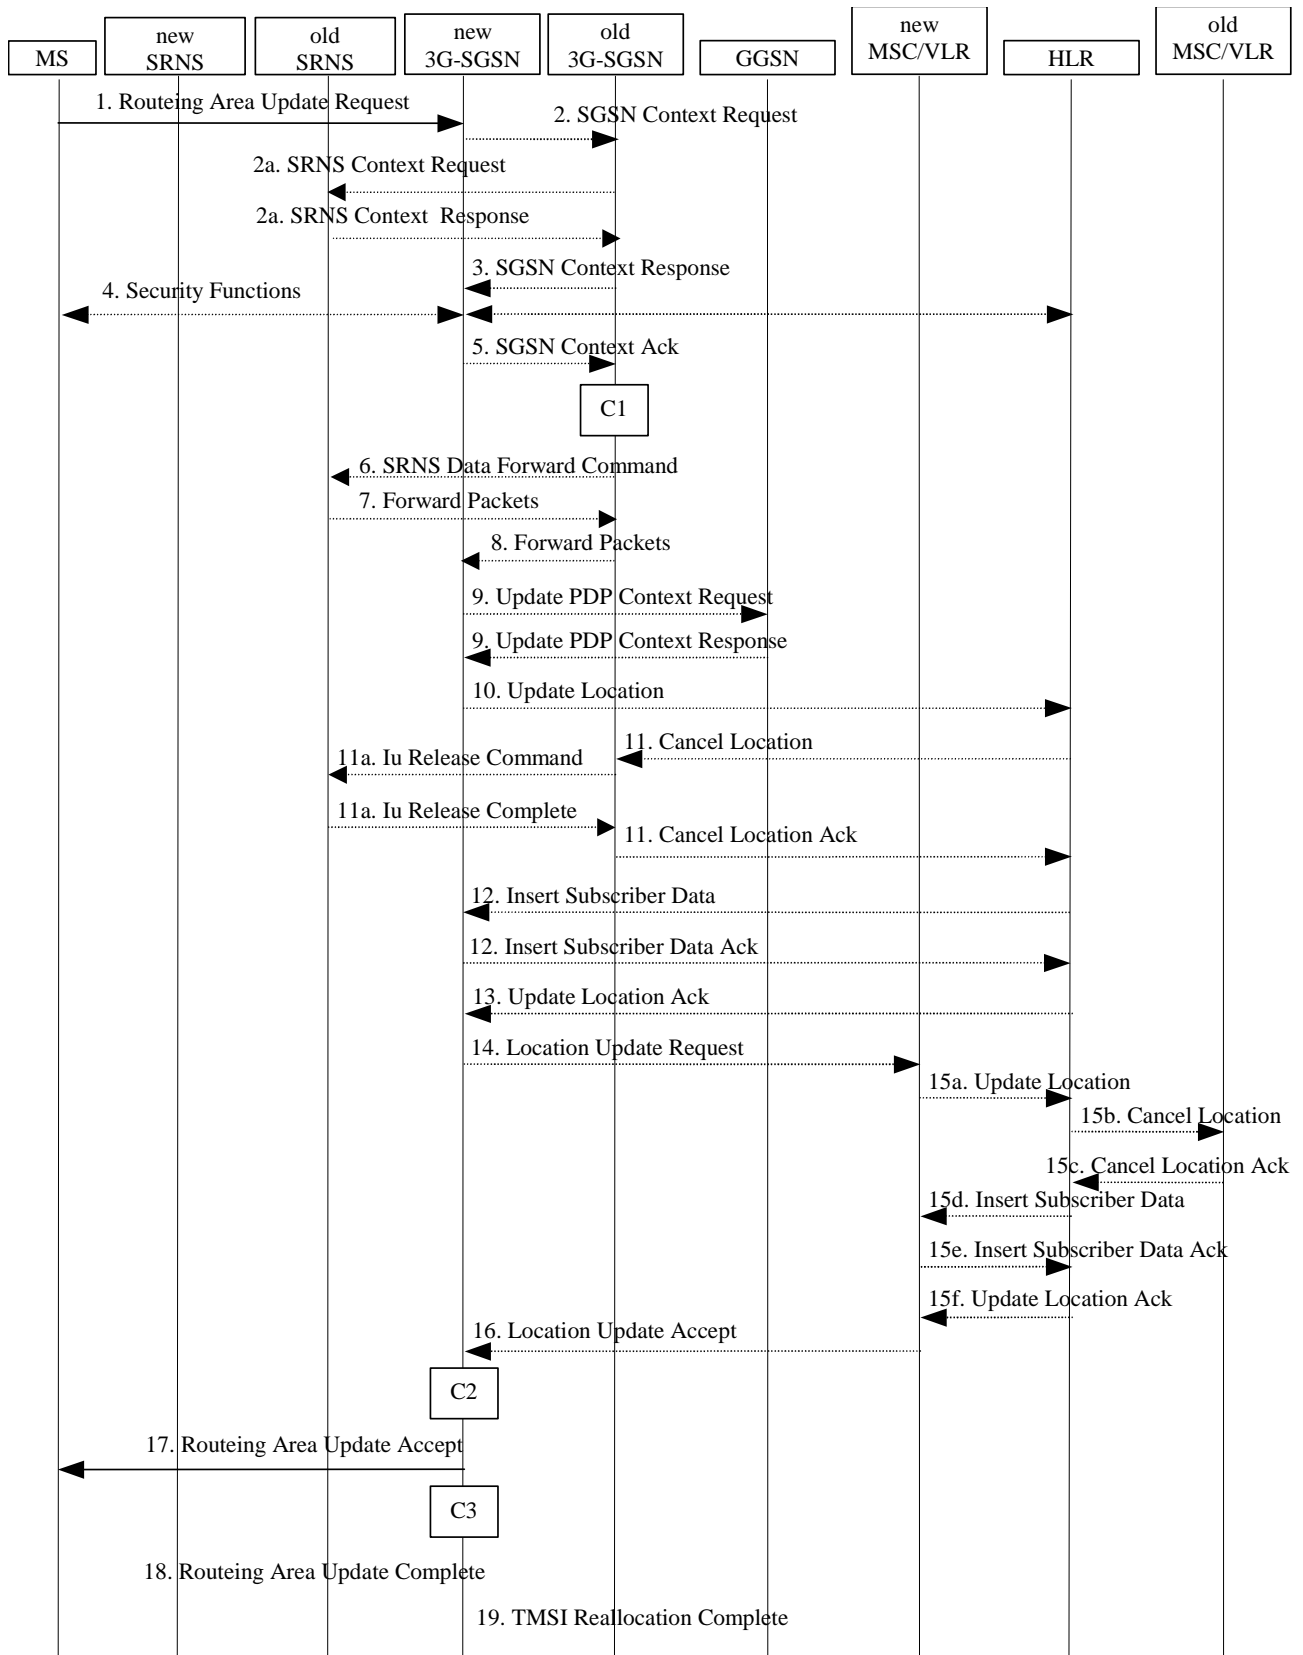 MS
new
SRNS
old
SRNS
new
3G-SGSN
old
3G-SGSN
GGSN
new
MSC/VLR
HLR
old
MSC/VLR
1. Routeing Area Update Request
2. SGSN Context Request
2a. SRNS Context Request
2a. SRNS Context Response
3. SGSN Context Response
4. Security Functions
5. SGSN Context Ack
C1
6. SRNS Data Forward Command
7. Forward Packets
8. Forward Packets
9. Update PDP Context Request
9. Update PDP Context Response
10. Update Location
11. Cancel Location
11a. Iu Release Command
11a. Iu Release Complete
11. Cancel Location Ack
12. Insert Subscriber Data
12. Insert Subscriber Data Ack
13. Update Location Ack
14. Location Update Request
15a. Update Location
15b. Cancel Location
15c. Cancel Location Ack
15d. Insert Subscriber Data
15e. Insert Subscriber Data Ack
15f. Update Location Ack
16. Location Update Accept
C2
17. Routeing Area Update Accept
C3
18. Routeing Area Update Complete
19. TMSI Reallocation Complete